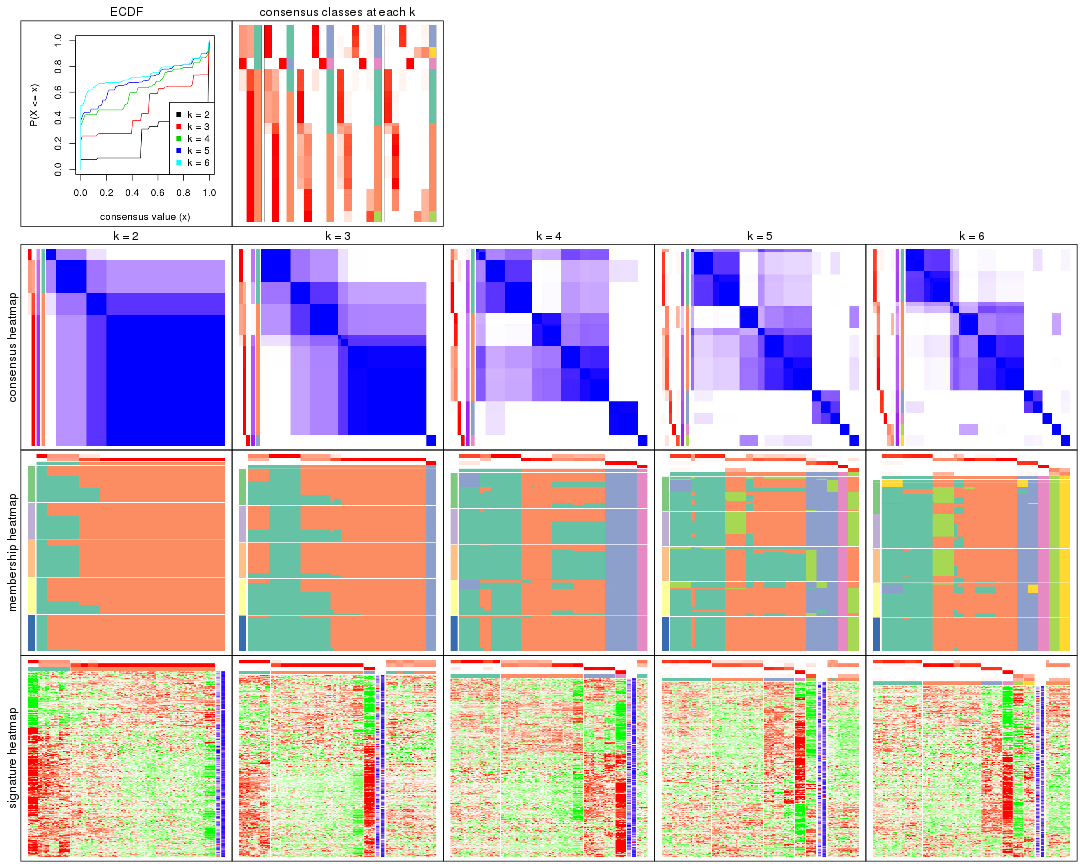 ECDF
consensus classes at each k
P(X <= x)
0.0 0.2 0.4 0.6 0.8 1.0
k = 2
k = 3
k = 4
k = 5
k = 6
0.0 0.2 0.4 0.6 0.8 1.0
consensus value (x)
k = 2 k = 3 k = 4 k = 5 k = 6
consensus heatmap
membership heatmap
signature heatmap